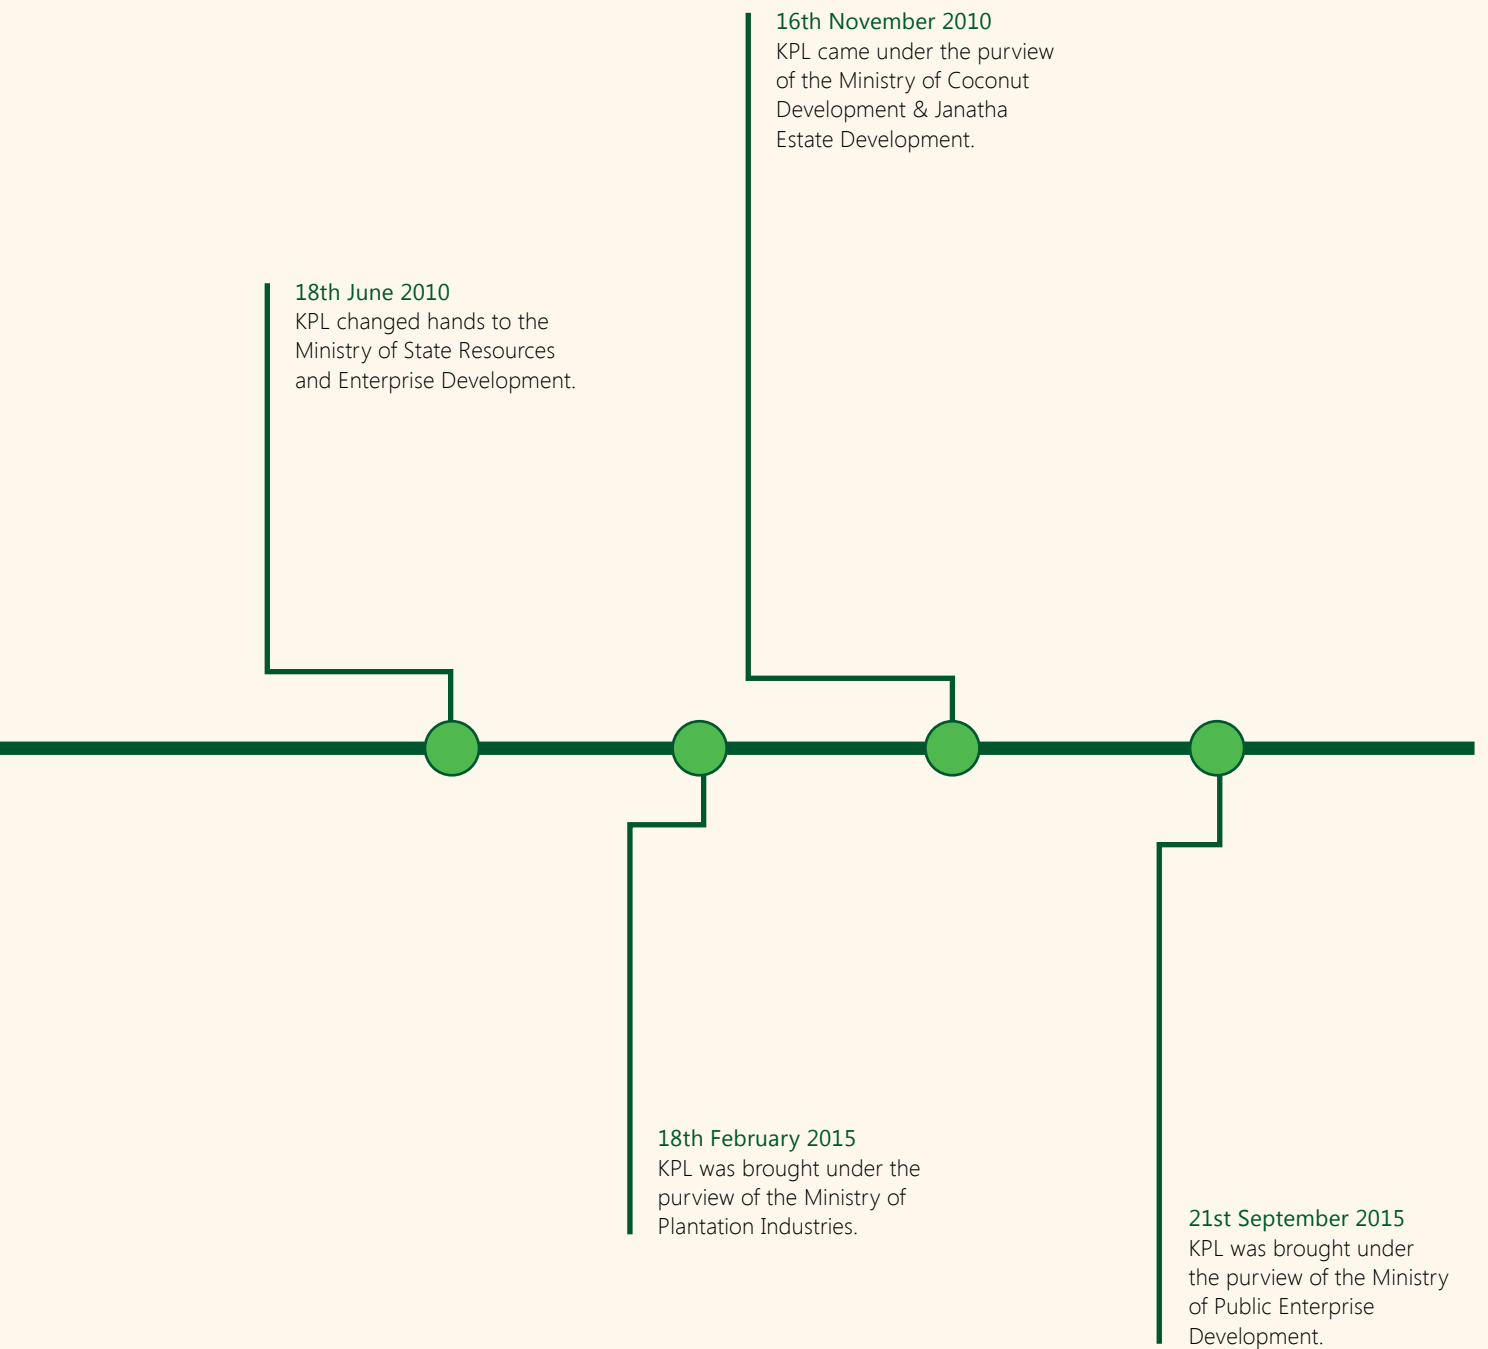 16th November 2010
KPL came under the purview
of the Ministry of Coconut
Development & Janatha
Estate Development.
18th June 2010
KPL changed hands to the
Ministry of State Resources
and Enterprise Development.
18th February 2015
KPL was brought under the
purview of the Ministry of
Plantation Industries.
21st September 2015
KPL was brought under
the purview of the Ministry
of Public Enterprise
Development.